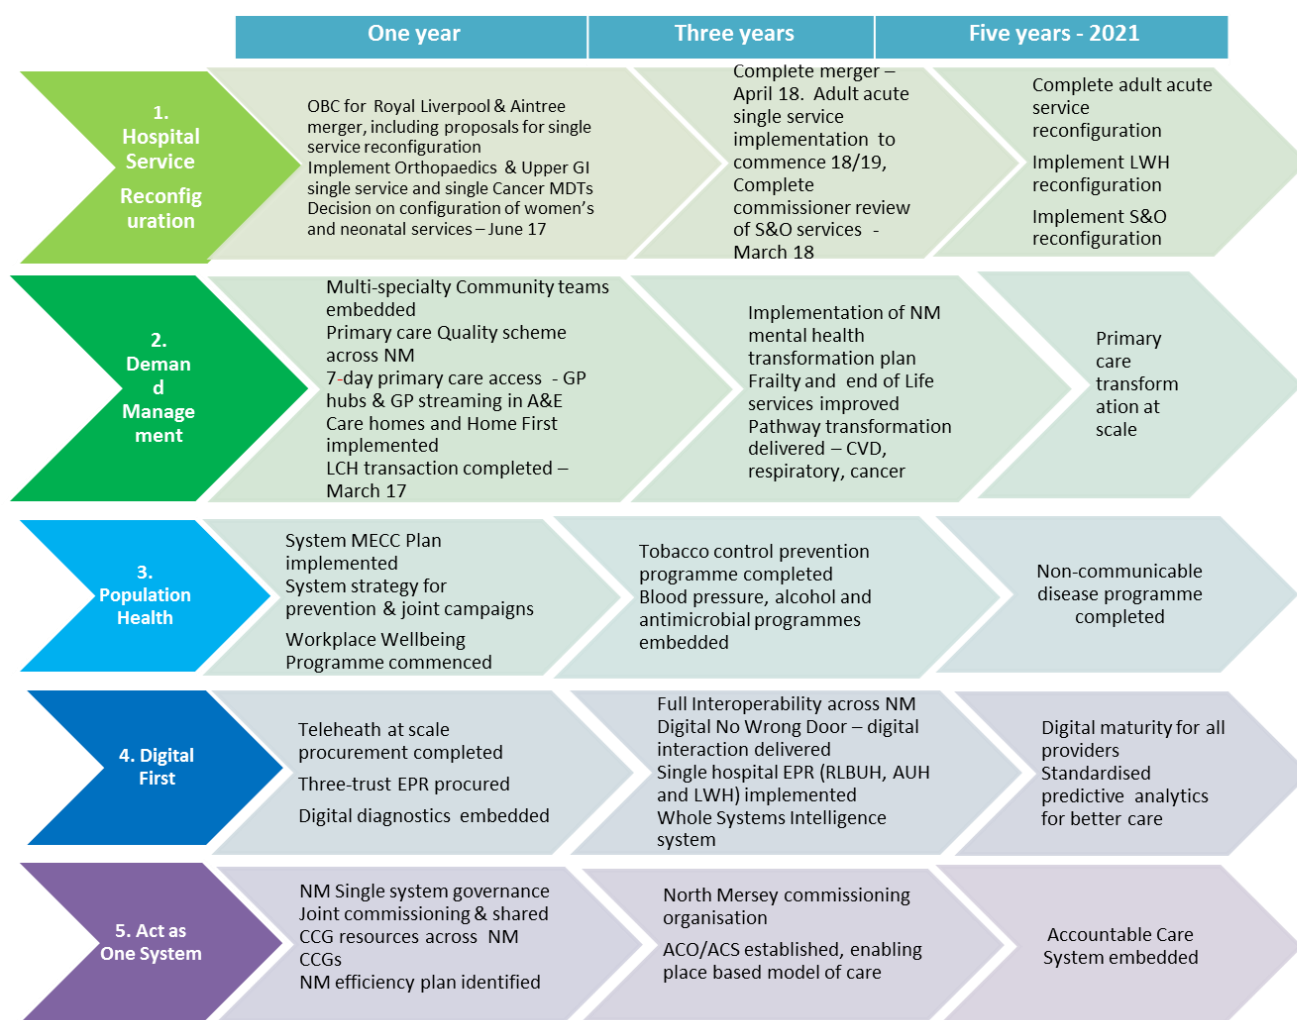 One year
Three years
Five years - 2021
1.
Hospital
Service
Reconfig
uration
OBC for Royal Liverpool & Aintree
merger, including proposals for single
service reconfiguration
Implement Orthopaedics & Upper GI
single service and single Cancer MDTs
Decision on configuration of women's
and neonatal services – June 17
Complete merger –
April 18. Adult acute
single service
implementation to
commence 18/19,
Complete
commissioner review
of S&O services -
March 18
Complete adult acute
service
reconfiguration
Implement LWH
reconfiguration
Implement S&O
reconfiguration
2.
Deman
d
Manage
ment
Multi-specialty Community teams
embedded
Primary care Quality scheme
across NM
7-day primary care access - GP
hubs & GP streaming in A&E
Care homes and Home First
implemented
LCH transaction completed –
March 17
Implementation of NM
mental health
transformation plan
Frailty and end of Life
services improved
Pathway transformation
delivered – CVD,
respiratory, cancer
Primary
care
transform
ation at
scale
3.
Population
Health
System MECC Plan
implemented
System strategy for
prevention & joint campaigns
Workplace Wellbeing
Programme commenced
Tobacco control prevention
programme completed
Blood pressure, alcohol and
antimicrobial programmes
embedded
Non-communicable
disease programme
completed
4. Digital
First
Teleheath at scale
procurement completed
Three-trust EPR procured
Digital diagnostics embedded
Full Interoperability across NM
Digital No Wrong Door – digital
interaction delivered
Single hospital EPR (RLBUH, AUH
and LWH) implemented
Whole Systems Intelligence
system
Digital maturity for all
providers
Standardised
predictive analytics
for better care
5. Act as
One System
NM Single system governance
Joint commissioning & shared
CCG resources across NM
CCGs
NM efficiency plan identified
North Mersey commissioning
organisation
ACO/ACS established, enabling
place based model of care
Accountable Care
System embedded